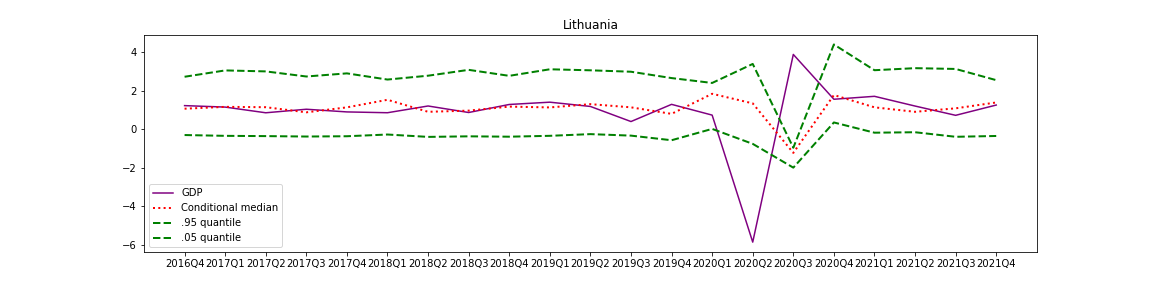 Lithuania
4
2
0
−2
−4
−6
GDP
Conditional median
.95 quantile
.05 quantile
2016Q4 2017Q1 2017Q2 2017Q3 2017Q4 2018Q1 2018Q2 2018Q3 2018Q4 2019Q1 2019Q2 2019Q3 2019Q4 2020Q1 2020Q2 2020Q3 2020Q4 2021Q1 2021Q2 2021Q3 2021Q4